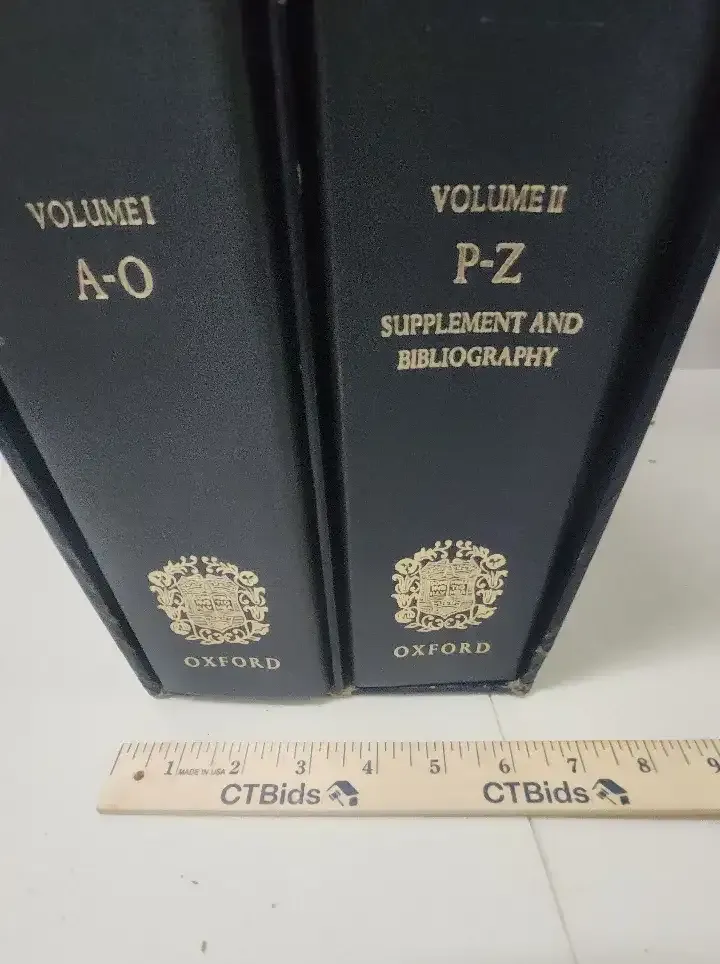 VOLUME I
A-O
OXFORD
VOLUME II
P-Z
SUPPLEMENT AND
BIBLIOGRAPHY
OXFORD
1 MADE IN USA 2 3 4 5 6 7 8 9
CTBids CTBids